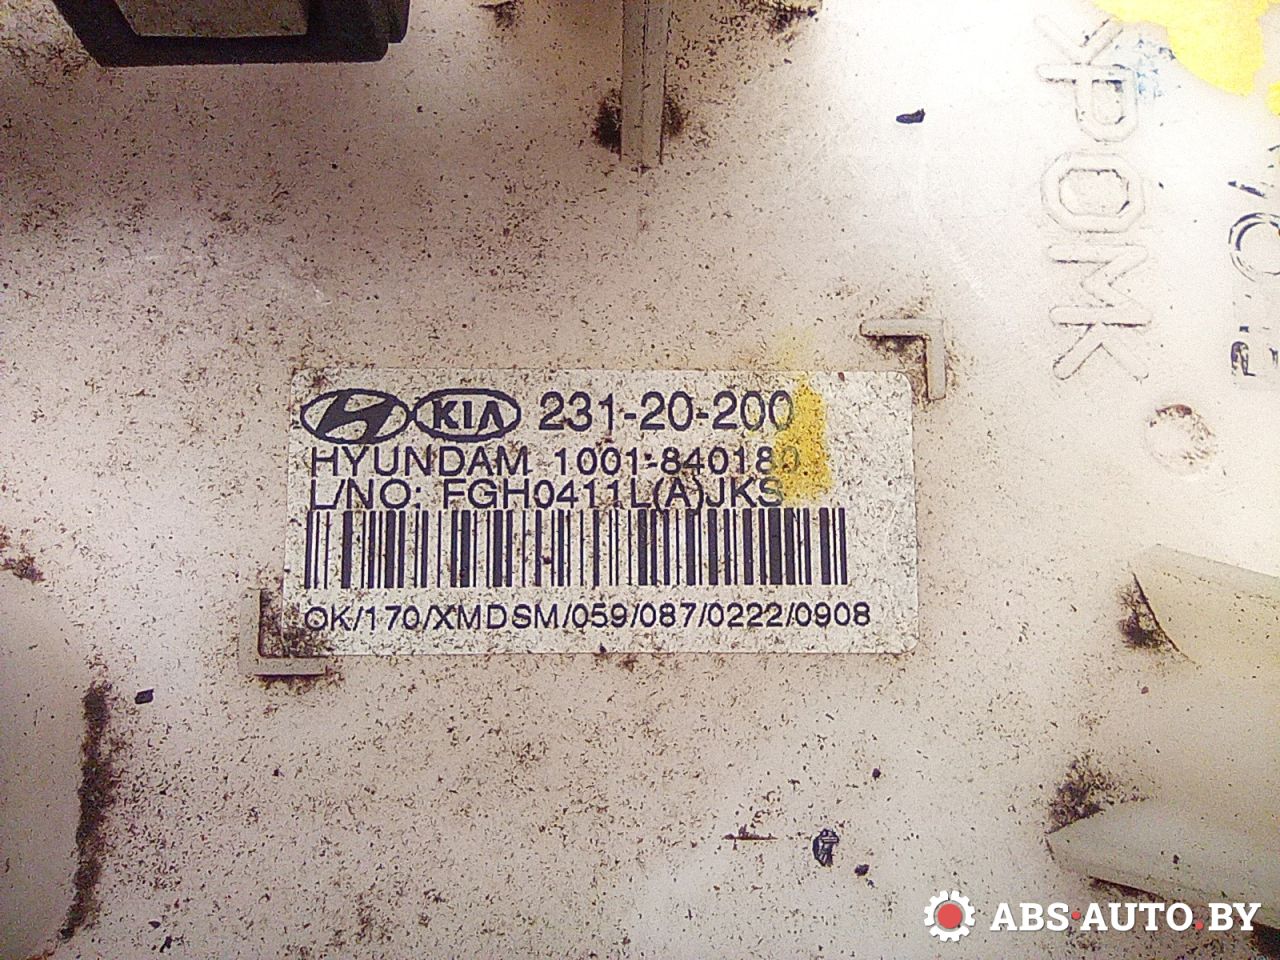 KIA 231-20-200
HYUNDAM 1001-840180
L/NO: FGH0411L(A)JKS
OK/170/XMDSM/059/087/0222/0908
>POM<
ABS-AUTO.BY